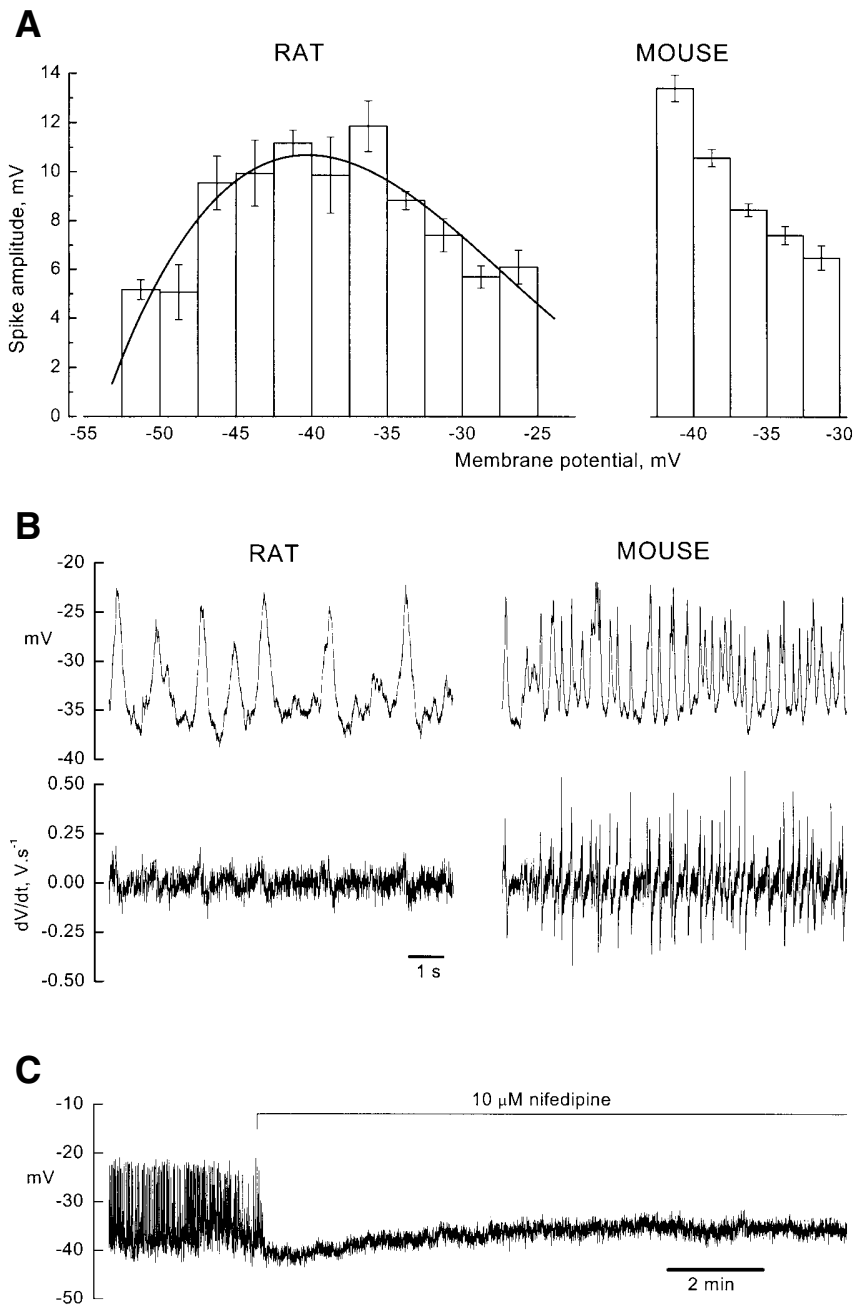 A
RAT
MOUSE
14
12
10
8
6
4
2
0
Spike amplitude, mV
-55 -50 -45 -40 -35 -30 -25
-40 -35 -30
Membrane potential, mV
B
RAT
MOUSE
-20
-25
mV
-30
-35
-40
0.50
0.25
0.00
-0.25
-0.50
dV/dt, V.s⁻¹
1 s
C
10 µM nifedipine
-10
-20
mV
-30
-40
-50
2 min